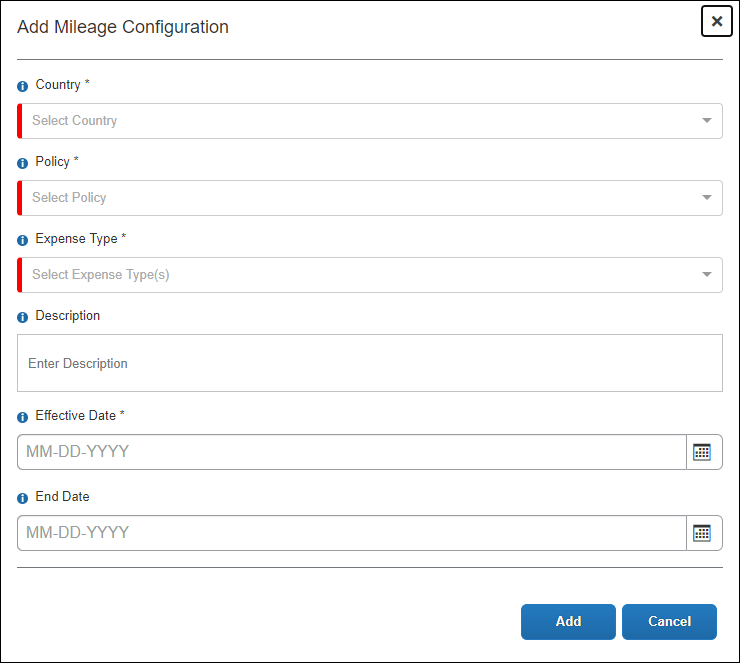 Add Mileage Configuration
Country *
Select Country
Policy *
Select Policy
Expense Type *
Select Expense Type(s)
Description
Enter Description
Effective Date *
MM-DD-YYYY
End Date
MM-DD-YYYY
Add Cancel